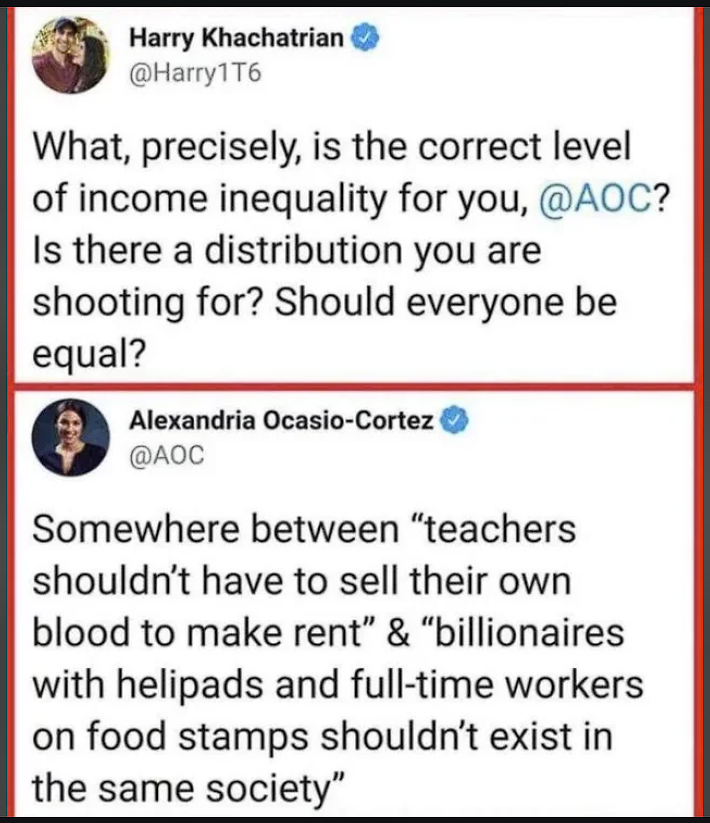 Harry Khachatrian
@Harry1T6
What, precisely, is the correct level
of income inequality for you, @AOC?
Is there a distribution you are
shooting for? Should everyone be
equal?
Alexandria Ocasio-Cortez
@AOC
Somewhere between “teachers
shouldn’t have to sell their own
blood to make rent” & “billionaires
with helipads and full-time workers
on food stamps shouldn’t exist in
the same society”